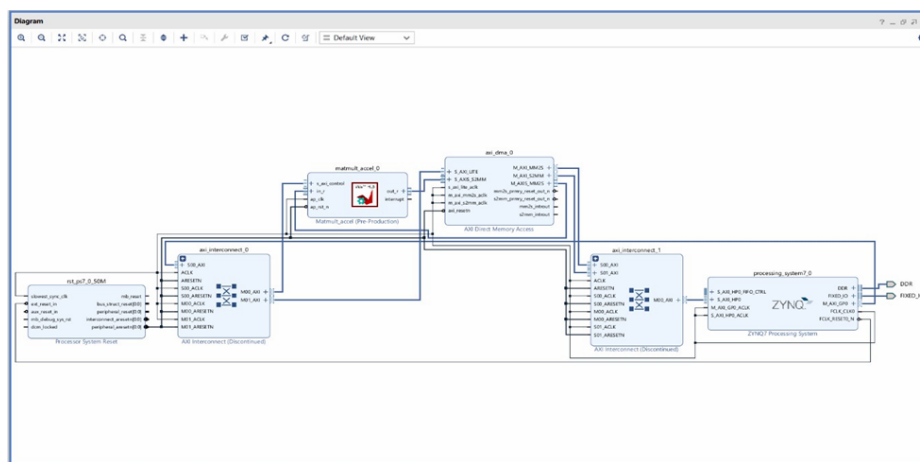 Diagram
Default View
axi_dma_0
matmult_accel_0
S_AXI_LITE
S_AXIS_S2MM
s_axi_lite_aclk
m_axi_mm2s_aclk
m_axi_s2mm_aclk
axi_resetn
M_AXI_MM2S
M_AXI_S2MM
M_AXIS_MM2S
mm2s_prmry_reset_out_n
s2mm_prmry_reset_out_n
mm2s_introut
s2mm_introut
AXI Direct Memory Access
s_axi_control
in_r
ap_clk
ap_rst_n
out_r
interrupt
Matmult_accel (Pre-Production)
axi_interconnect_0
S00_AXI
ACLK
ARESETN
S00_ACLK
S00_ARESETN
M00_ACLK
M00_ARESETN
M01_ACLK
M01_ARESETN
M00_AXI
M01_AXI
AXI Interconnect (Discontinued)
rst_ps7_0_50M
slowest_sync_clk
ext_reset_in
aux_reset_in
mb_debug_sys_rst
dcm_locked
mb_reset
bus_struct_reset[0:0]
peripheral_reset[0:0]
interconnect_aresetn[0:0]
peripheral_aresetn[0:0]
Processor System Reset
axi_interconnect_1
S00_AXI
S01_AXI
ACLK
ARESETN
S00_ACLK
S00_ARESETN
M00_ACLK
M00_ARESETN
S01_ACLK
S01_ARESETN
M00_AXI
AXI Interconnect (Discontinued)
processing_system7_0
S_AXI_HP0_FIFO_CTRL
S_AXI_HP0
M_AXI_GP0_ACLK
S_AXI_HP0_ACLK
ZYNQ
DDR
FIXED_IO
M_AXI_GP0
FCLK_CLK0
FCLK_RESET0_N
ZYNQ7 Processing System
DDR